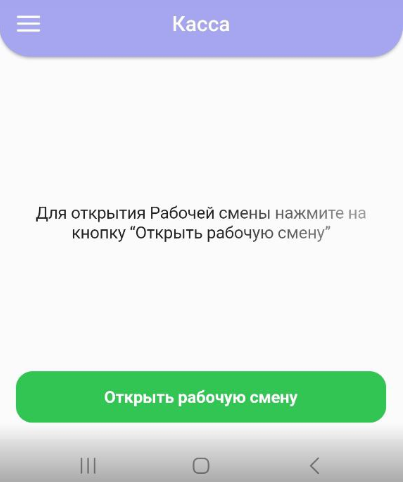 Касса
Для открытия Рабочей смены нажмите на
кнопку “Открыть рабочую смену”
Открыть рабочую смену